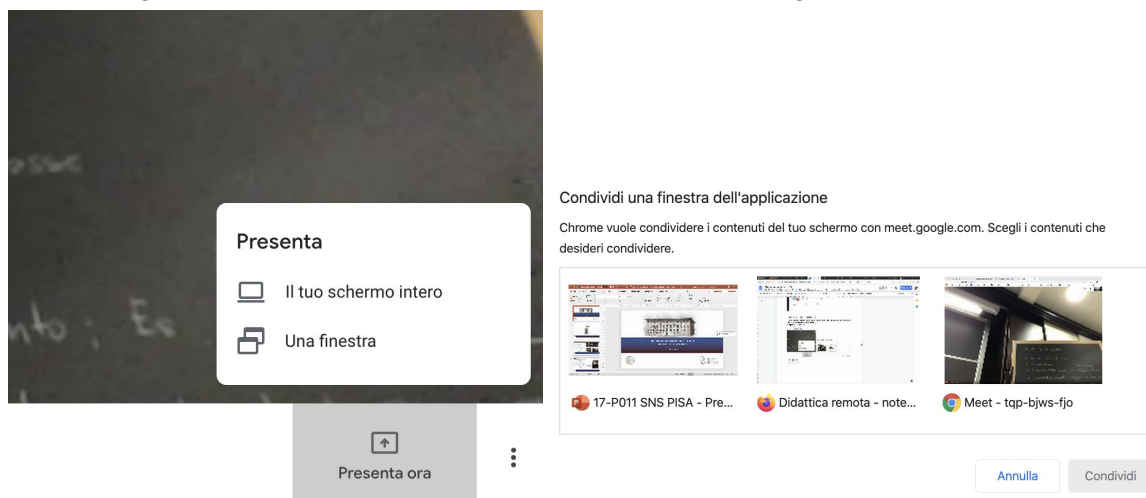 Presenta
Il tuo schermo intero
Una finestra
Presenta ora
Condividi una finestra dell'applicazione
Chrome vuole condividere i contenuti del tuo schermo con meet.google.com. Scegli i contenuti che
desideri condividere.
17-P011 SNS PISA - Pre...
Didattica remota - note...
Meet - tqp-bjws-fjo
Annulla
Condividi